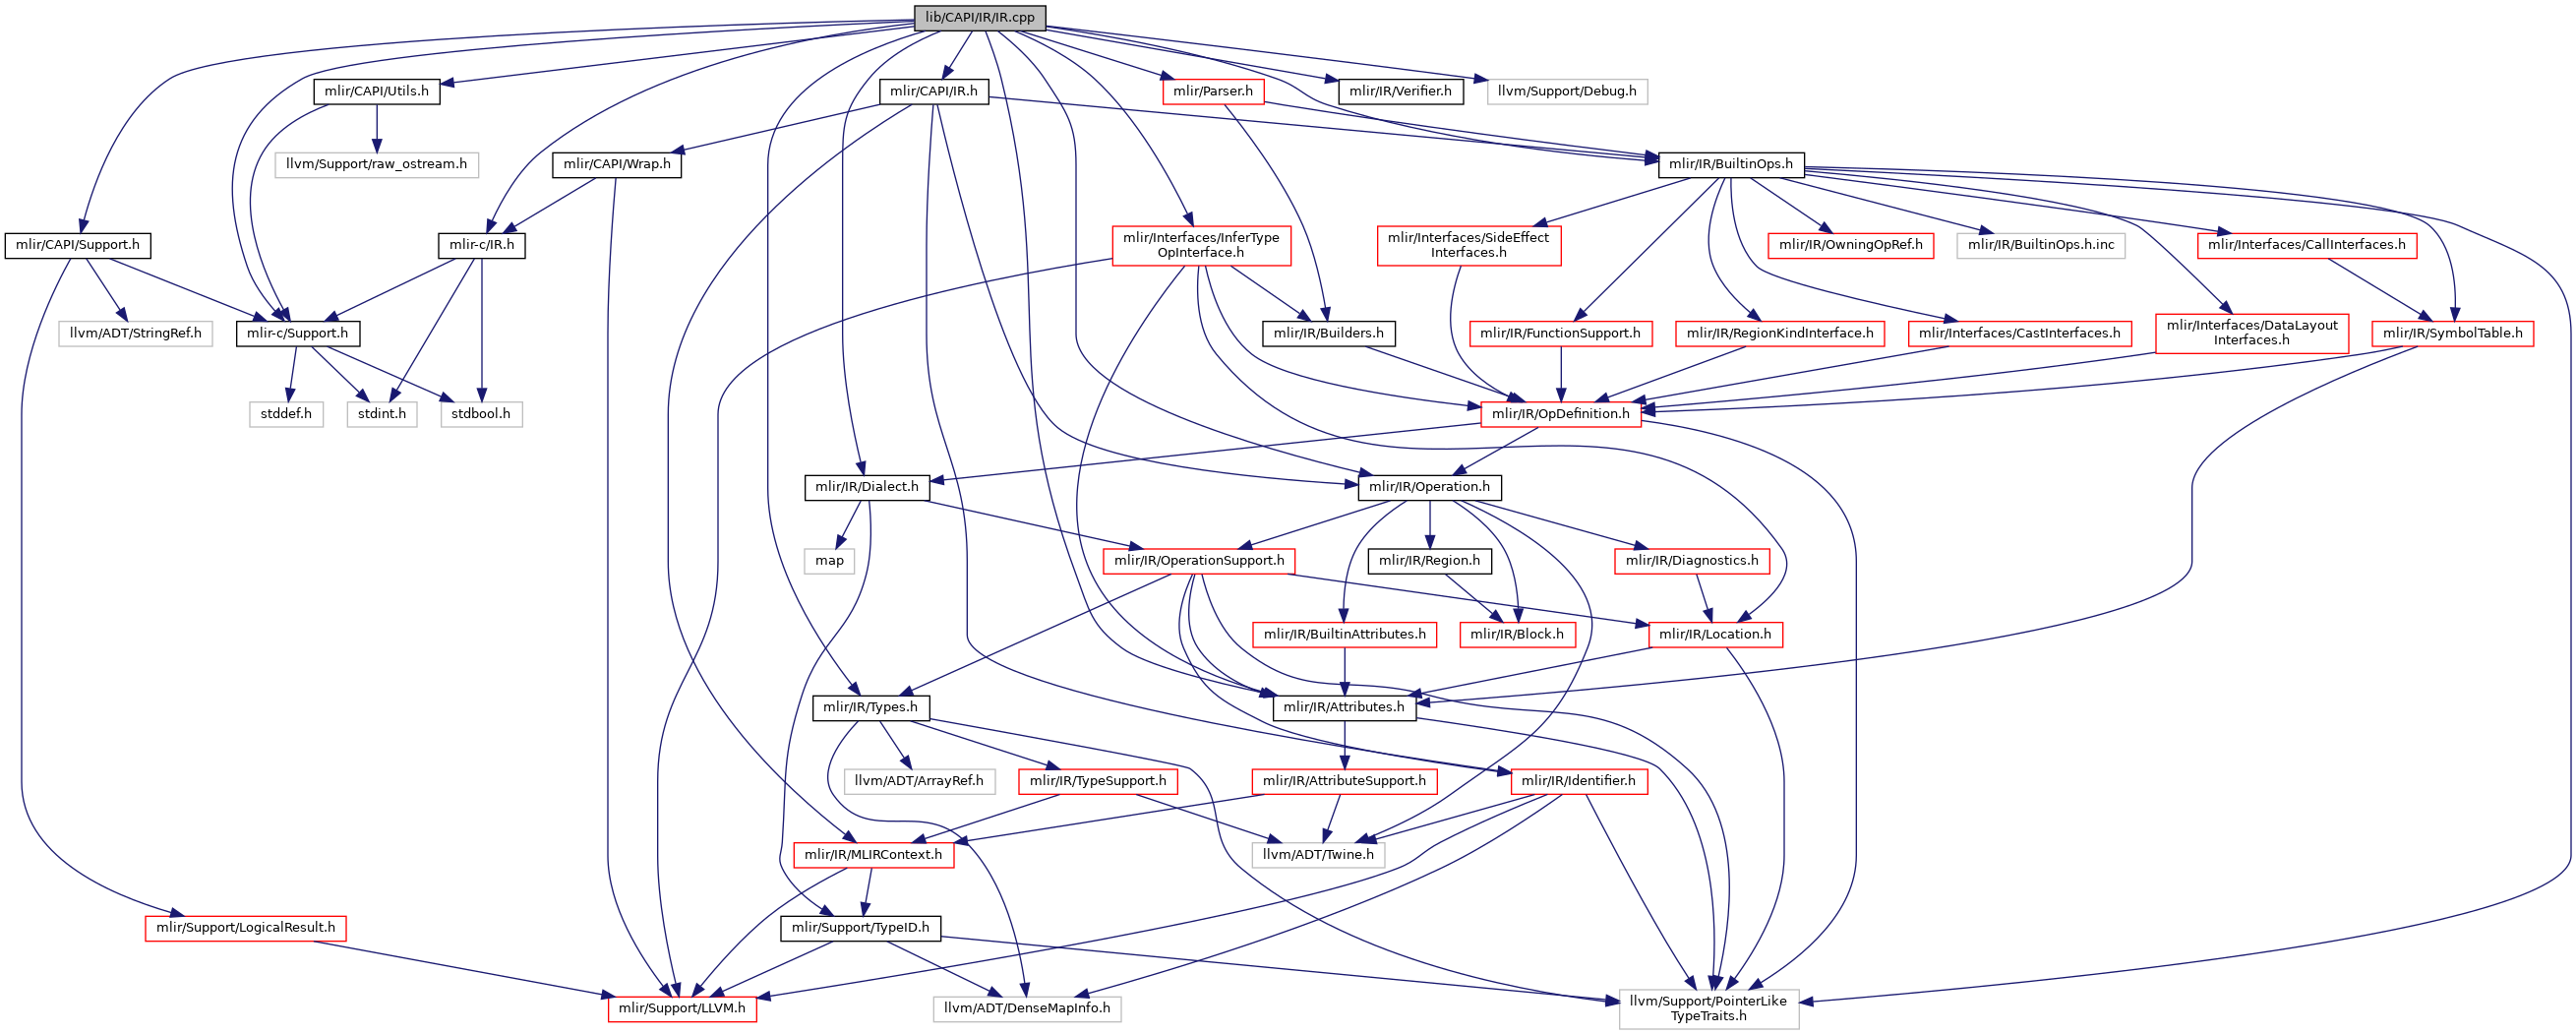 lib/CAPI/IR/IR.cpp
mlir/CAPI/Utils.h
mlir/CAPI/IR.h
mlir/Parser.h
mlir/IR/Verifier.h
llvm/Support/Debug.h
llvm/Support/raw_ostream.h
mlir/CAPI/Wrap.h
mlir/IR/BuiltinOps.h
mlir/CAPI/Support.h
mlir-c/IR.h
mlir/Interfaces/InferType
OpInterface.h
mlir/Interfaces/SideEffect
Interfaces.h
mlir/IR/OwningOpRef.h
mlir/IR/BuiltinOps.h.inc
mlir/Interfaces/CallInterfaces.h
llvm/ADT/StringRef.h
mlir-c/Support.h
mlir/IR/Builders.h
mlir/IR/FunctionSupport.h
mlir/IR/RegionKindInterface.h
mlir/Interfaces/CastInterfaces.h
mlir/Interfaces/DataLayout
Interfaces.h
mlir/IR/SymbolTable.h
stddef.h
stdint.h
stdbool.h
mlir/IR/OpDefinition.h
mlir/IR/Dialect.h
mlir/IR/Operation.h
map
mlir/IR/OperationSupport.h
mlir/IR/Region.h
mlir/IR/Diagnostics.h
mlir/IR/BuiltinAttributes.h
mlir/IR/Block.h
mlir/IR/Location.h
mlir/IR/Types.h
mlir/IR/Attributes.h
llvm/ADT/ArrayRef.h
mlir/IR/TypeSupport.h
mlir/IR/AttributeSupport.h
mlir/IR/Identifier.h
mlir/IR/MLIRContext.h
llvm/ADT/Twine.h
mlir/Support/LogicalResult.h
mlir/Support/TypeID.h
mlir/Support/LLVM.h
llvm/ADT/DenseMapInfo.h
llvm/Support/PointerLike
TypeTraits.h